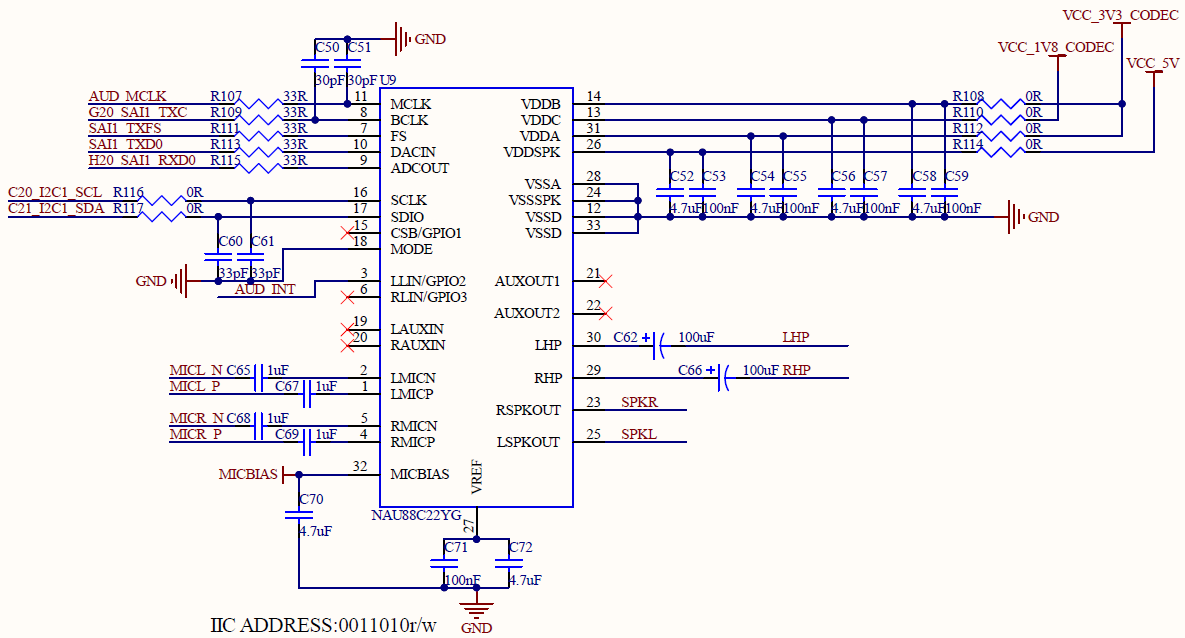 VCC_3V3_CODEC
VCC_1V8_CODEC
VCC_5V
C50 C51 GND
30pF 30pF U9
AUD_MCLK R107 33R 11 MCLK VDDB 14 R108 0R
G20_SAI1_TXC R109 33R 8 BCLK VDDC 13 R110 0R
SAI1_TXFS R111 33R 7 FS VDDA 31 R112 0R
SAI1_TXD0 R113 33R 10 DACIN VDDSPK 26 R114 0R
H20_SAI1_RXD0 R115 33R 9 ADCOUT
VSSA 28 C52 C53 C54 C55 C56 C57 C58 C59
C20_I2C1_SCL R116 0R 16 SCLK VSSSPK 24
C21_I2C1_SDA R117 0R 17 SDIO VSSD 12 4.7uF 100nF 4.7uF 100nF 4.7uF 100nF 4.7uF 100nF GND
15 CSB/GPIO1 VSSD 33
C60 C61 18 MODE
33pF 33pF
GND 3 LLIN/GPIO2 AUXOUT1 21
AUD_INT 6 RLIN/GPIO3
AUXOUT2 22
19 LAUXIN
20 RAUXIN LHP 30 C62 + 100uF LHP
MICL_N C65 1uF 2 LMICN RHP 29 C66 + 100uF RHP
MICL_P C67 1uF 1 LMICP
RSPKOUT 23 SPKR
MICR_N C68 1uF 5 RMICN
MICR_P C69 1uF 4 RMICP LSPKOUT 25 SPKL
MICBIAS 32 MICBIAS VREF
C70
NAU88C22YG
27
4.7uF
C71 C72
100nF 4.7uF
IIC ADDRESS:0011010r/w
GND